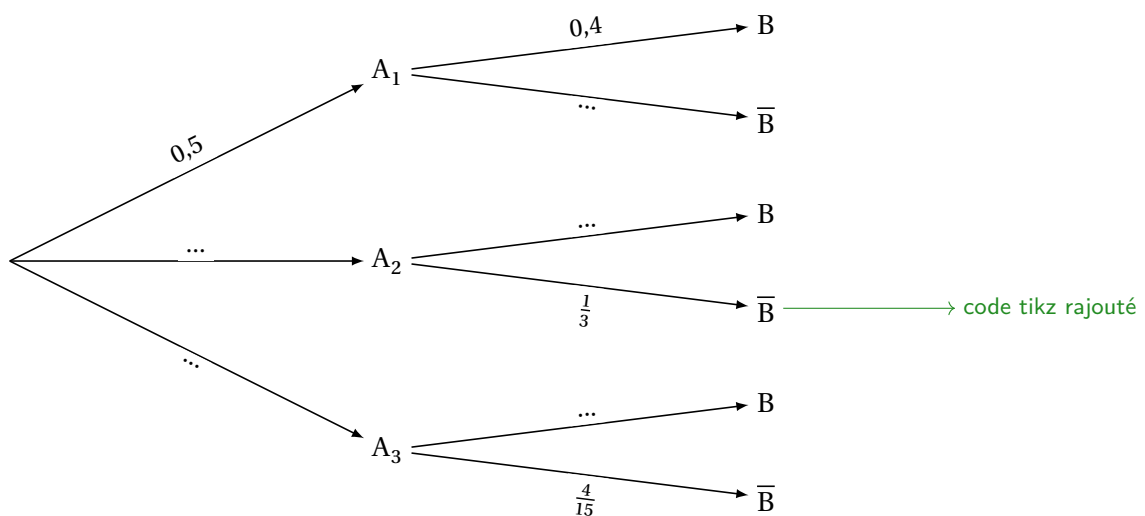 0,4
B
A₁
...
B̅
0,5
...
B
...
A₂
1/3
B̅
code tikz rajouté
...
...
B
A₃
4/15
B̅